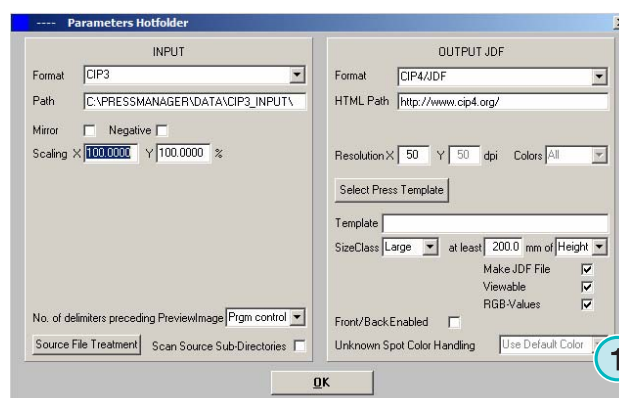 ---- Parameters Hotfolder
INPUT
Format CIP3
Path C:\PRESSMANAGER\DATA\CIP3_INPUT\
Mirror Negative
Scaling X 100.0000 Y 100.0000 %
No. of delimiters preceding PreviewImage Prgm control
Source File Treatment Scan Source Sub-Directories
OUTPUT JDF
Format CIP4/JDF
HTML Path http://www.cip4.org/
Resolution X 50 Y 50 dpi Colors All
Select Press Template
Template
SizeClass Large at least 200.0 mm of Height
Make JDF File
Viewable
RGB-Values
Front/Back Enabled
Unknown Spot Color Handling Use Default Color
1
OK